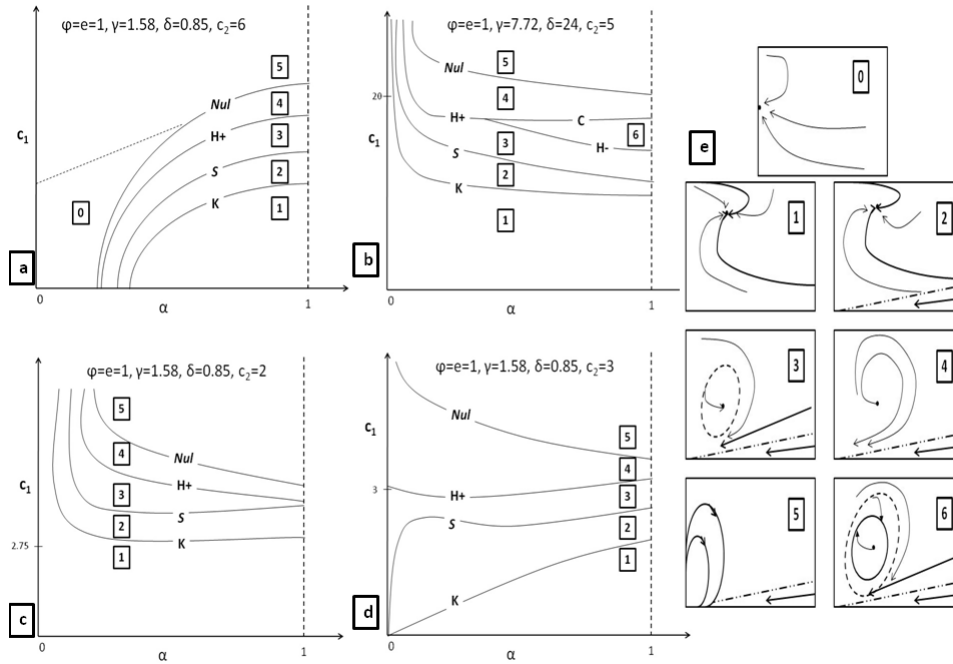 φ=e=1, γ=1.58, δ=0.85, c₂=6
5
Nul
4
c₁
H+
3
S
2
0
K
1
a
0
α
1
φ=e=1, γ=7.72, δ=24, c₂=5
Nul
5
20
4
c₁
H+
C
6
3
H-
S
2
K
1
b
0
α
1
e
0
1
2
3
4
5
6
φ=e=1, γ=1.58, δ=0.85, c₂=2
5
4
Nul
c₁
H+
3
S
2
2.75
K
1
c
0
α
1
φ=e=1, γ=1.58, δ=0.85, c₂=3
c₁
Nul
5
4
3
H+
3
S
2
1
K
d
0
α
1